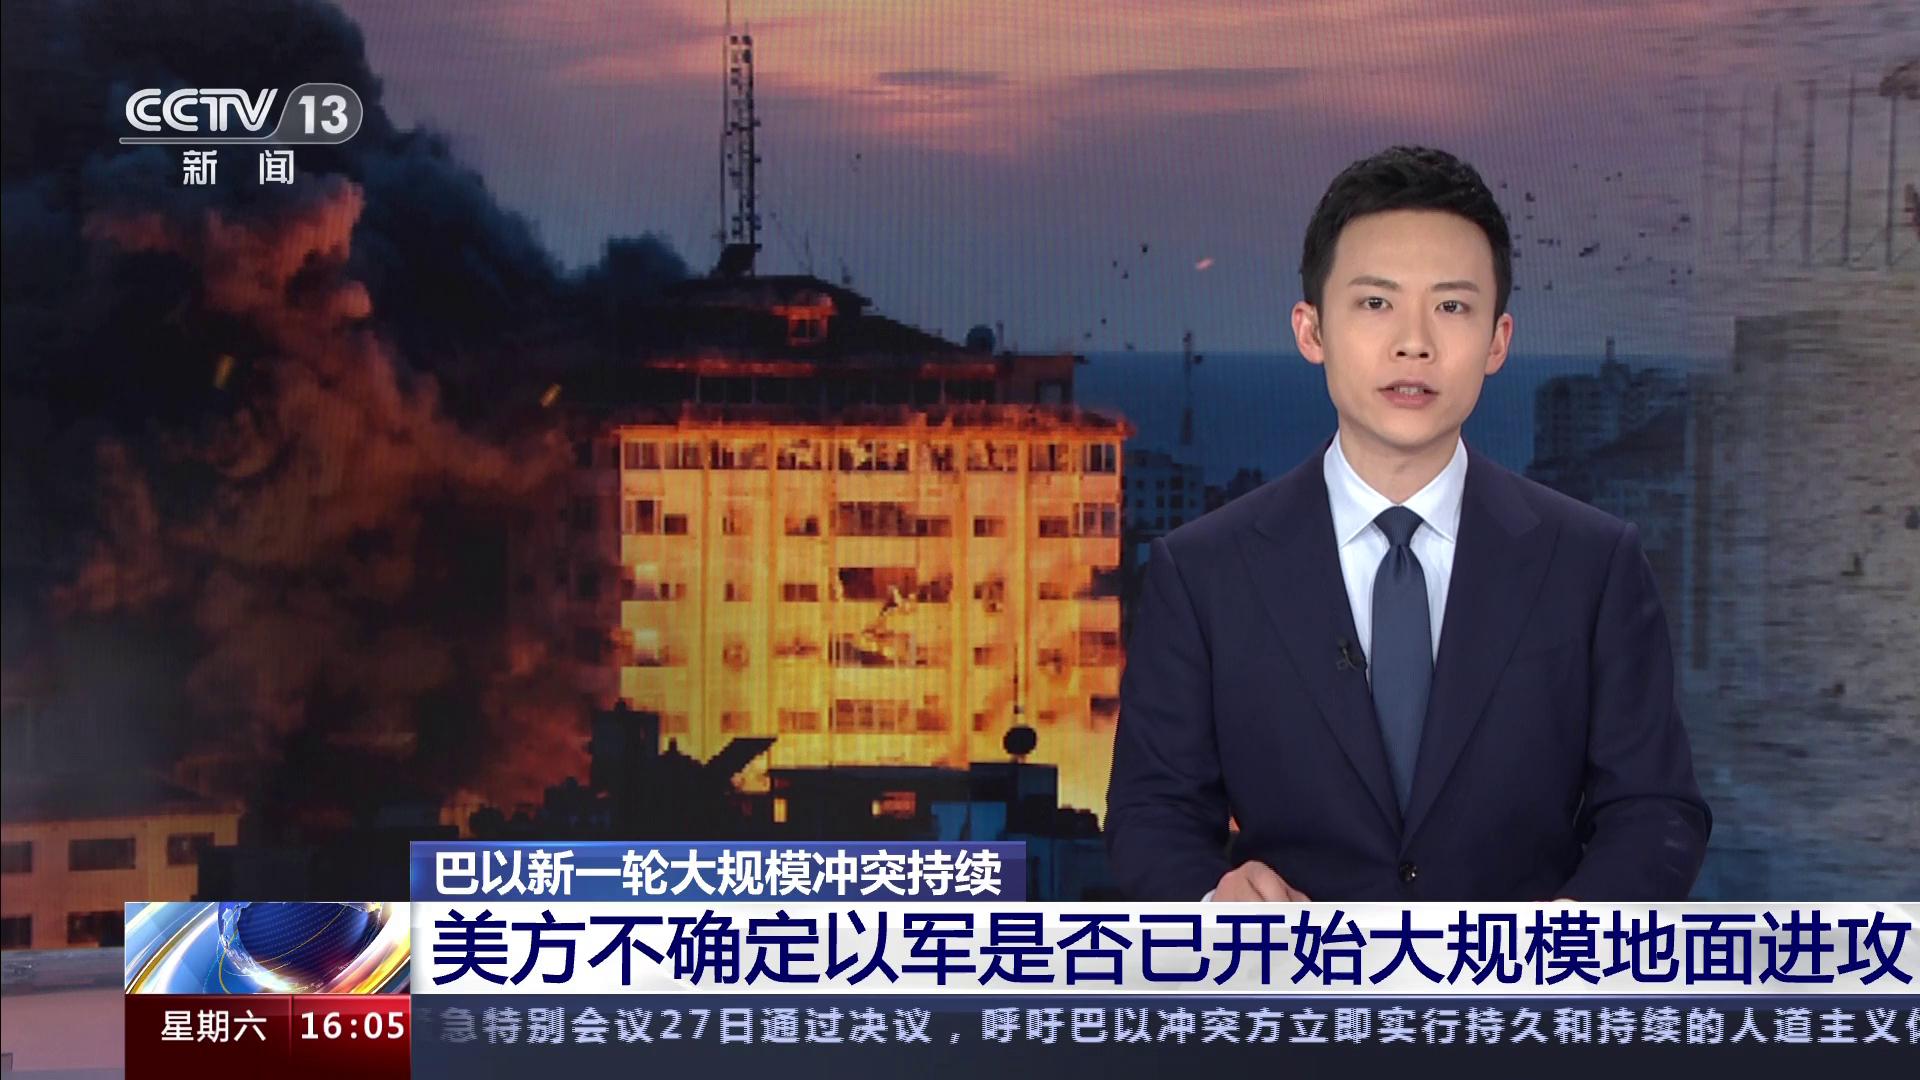 CCTV 13
新闻
巴以新一轮大规模冲突持续
美方不确定以军是否已开始大规模地面进攻
星期六 16:05
急特别会议27日通过决议，呼吁巴以冲突方立即实行持久和持续的人道主义